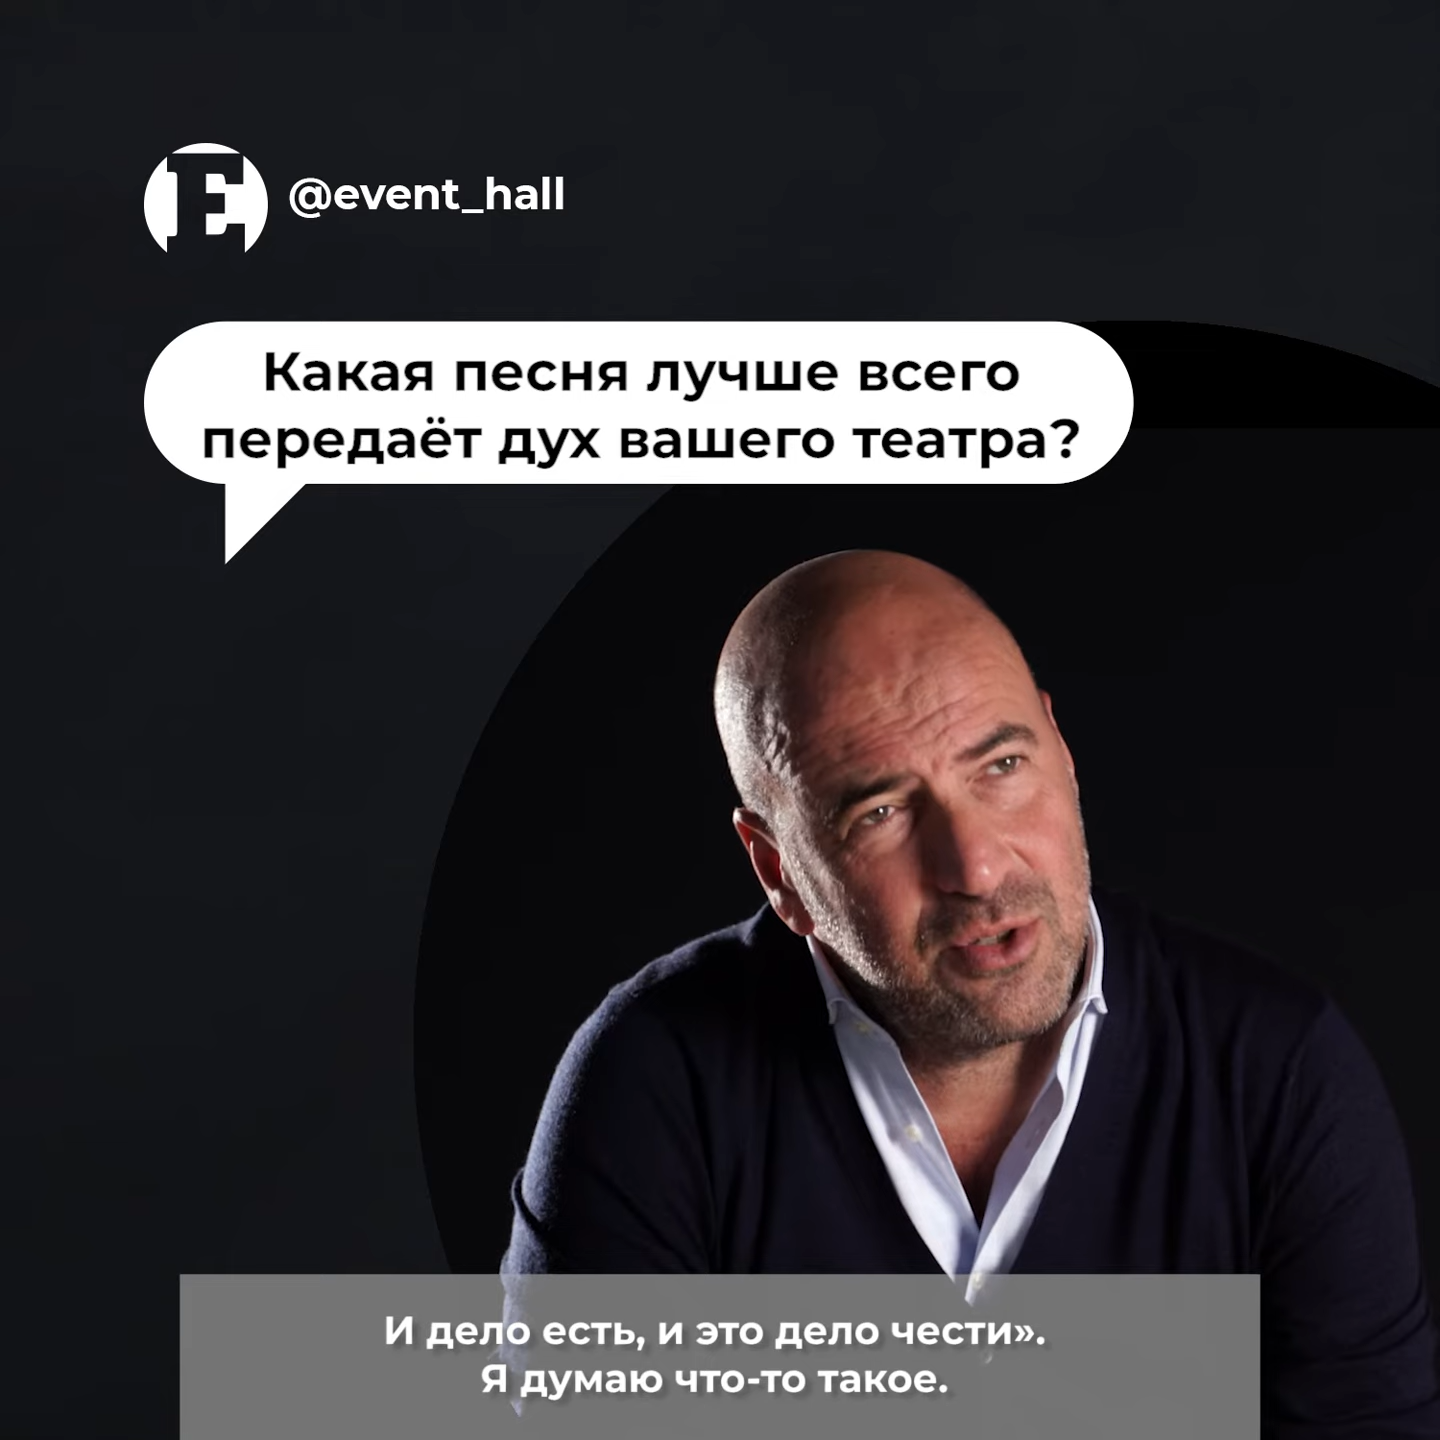 E
@event_hall
Какая песня лучше всего
передаёт дух вашего театра?
И дело есть, и это дело чести».
Я думаю что-то такое.